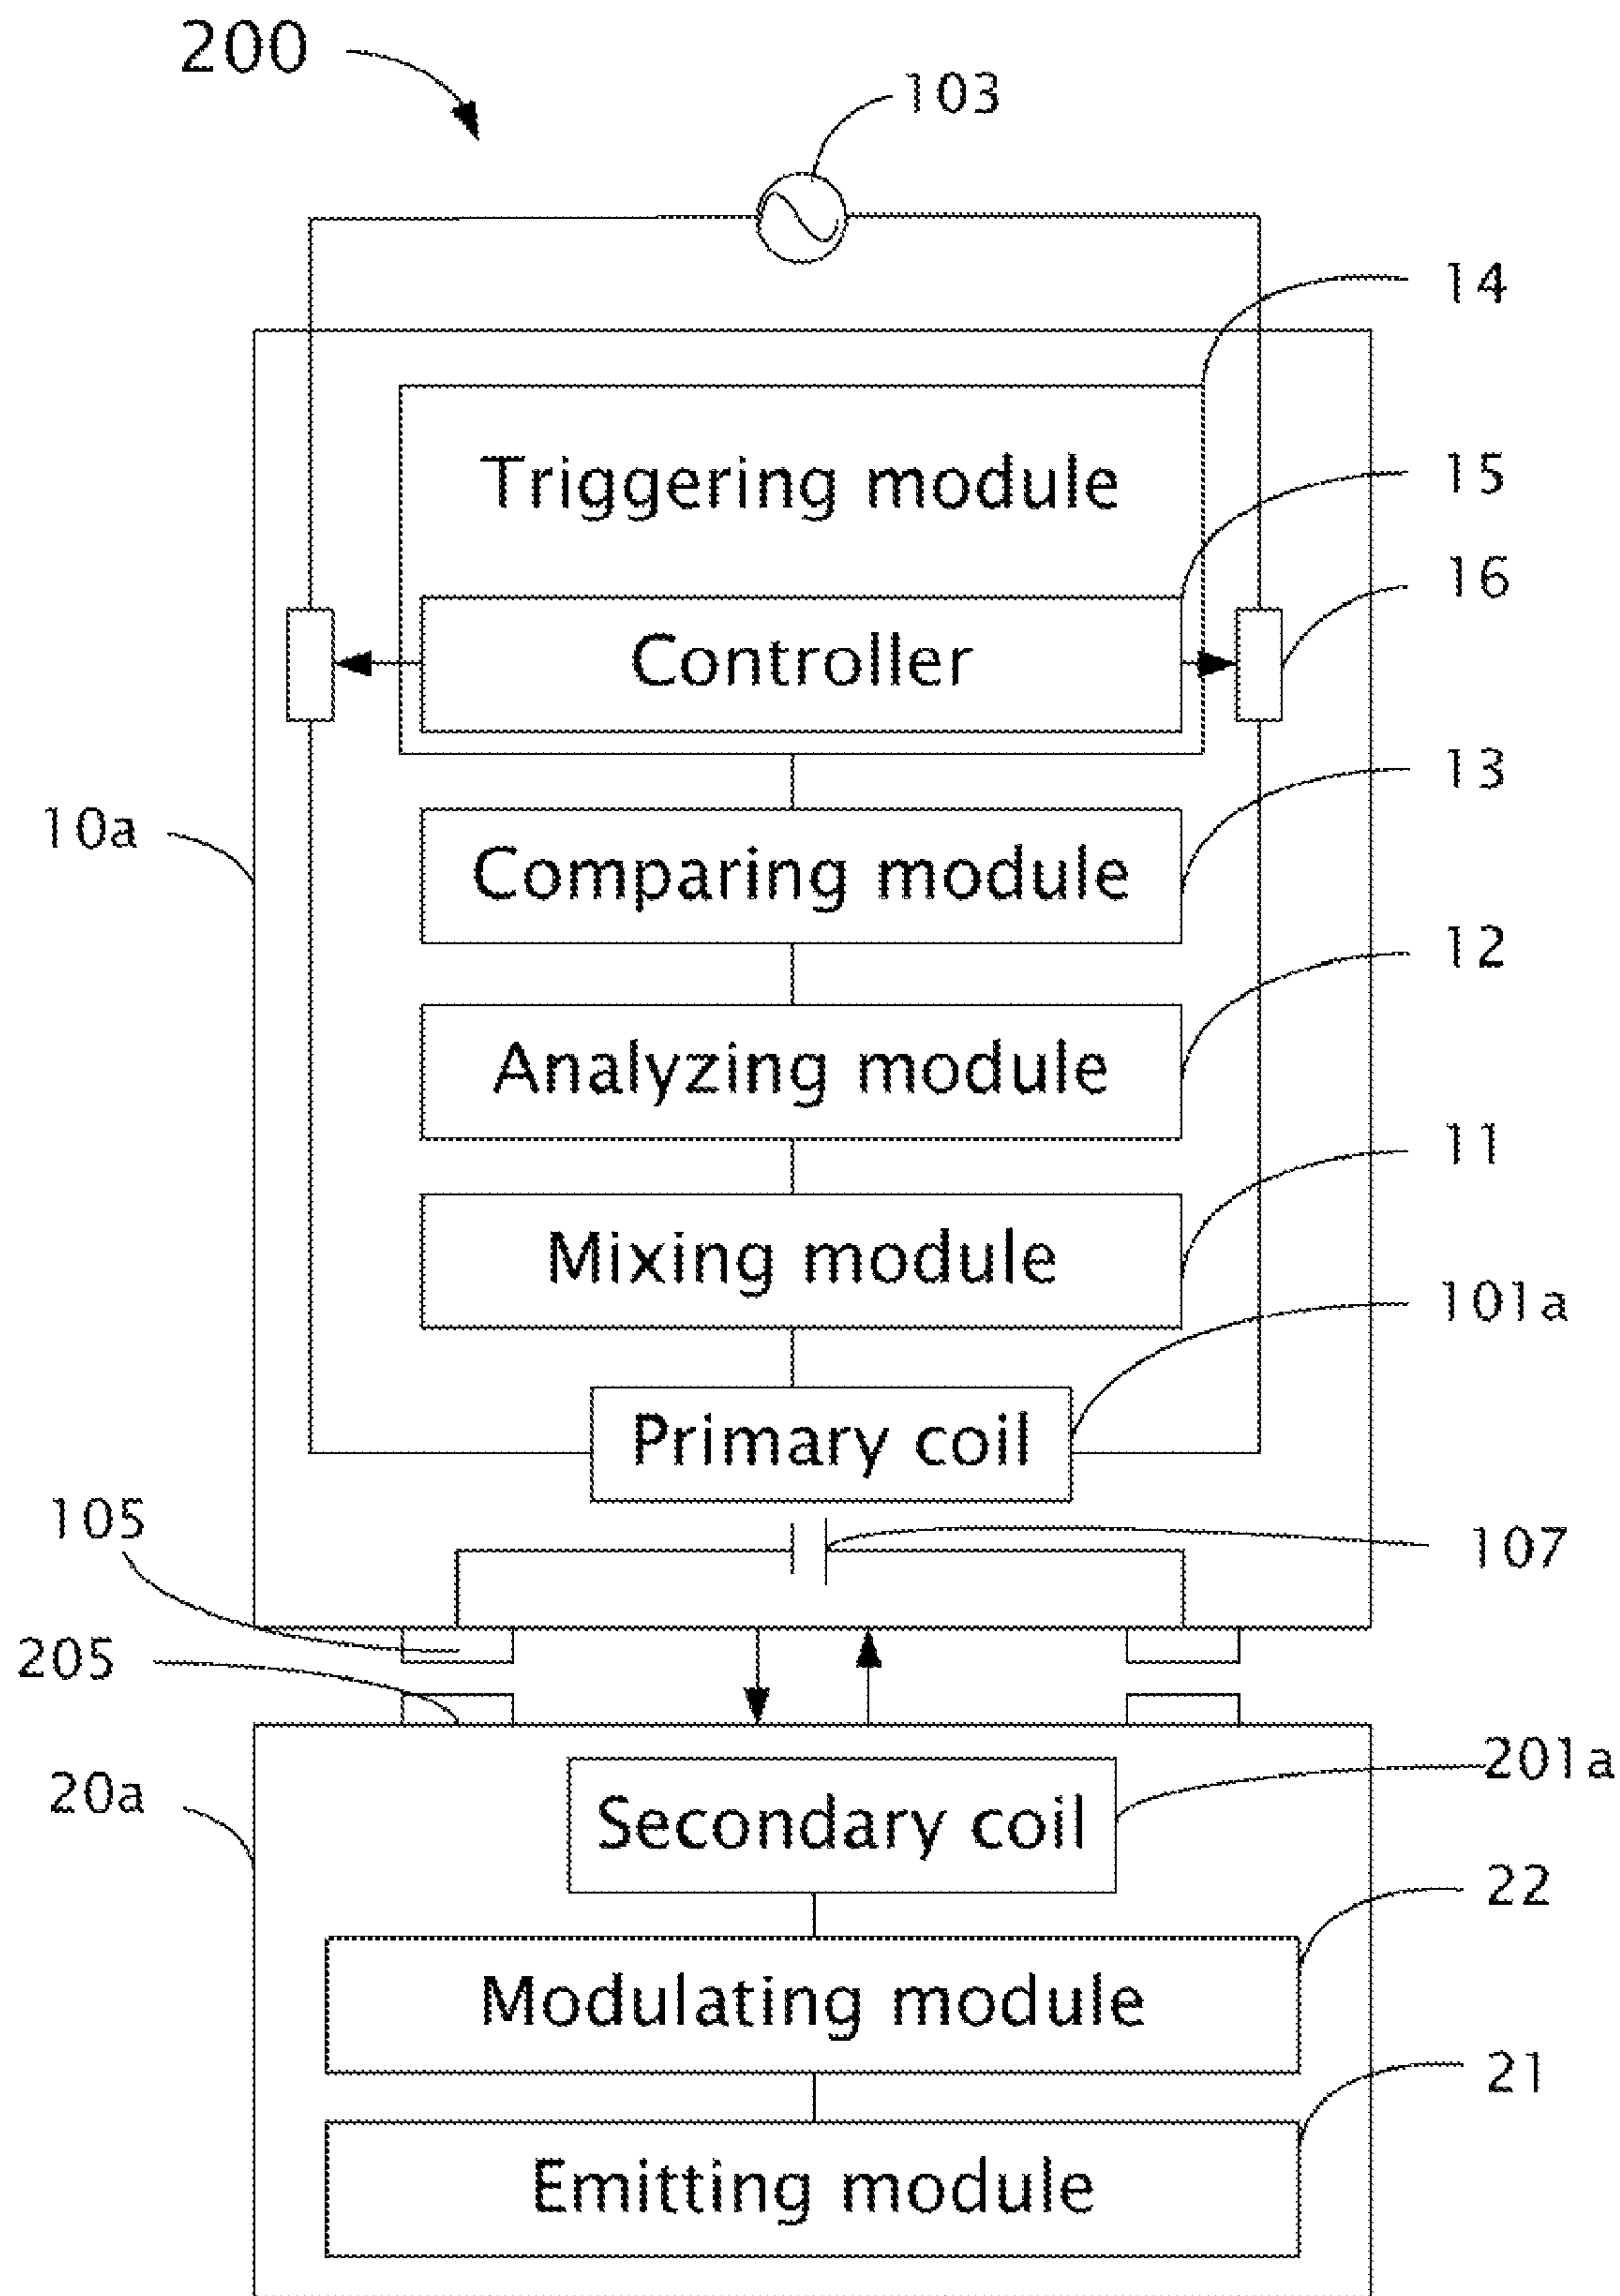 200
103
14
Triggering module
15
16
Controller
13
10a
Comparing module
12
Analyzing module
11
Mixing module
101a
Primary coil
105
107
205
201a
20a
Secondary coil
22
Modulating module
21
Emitting module